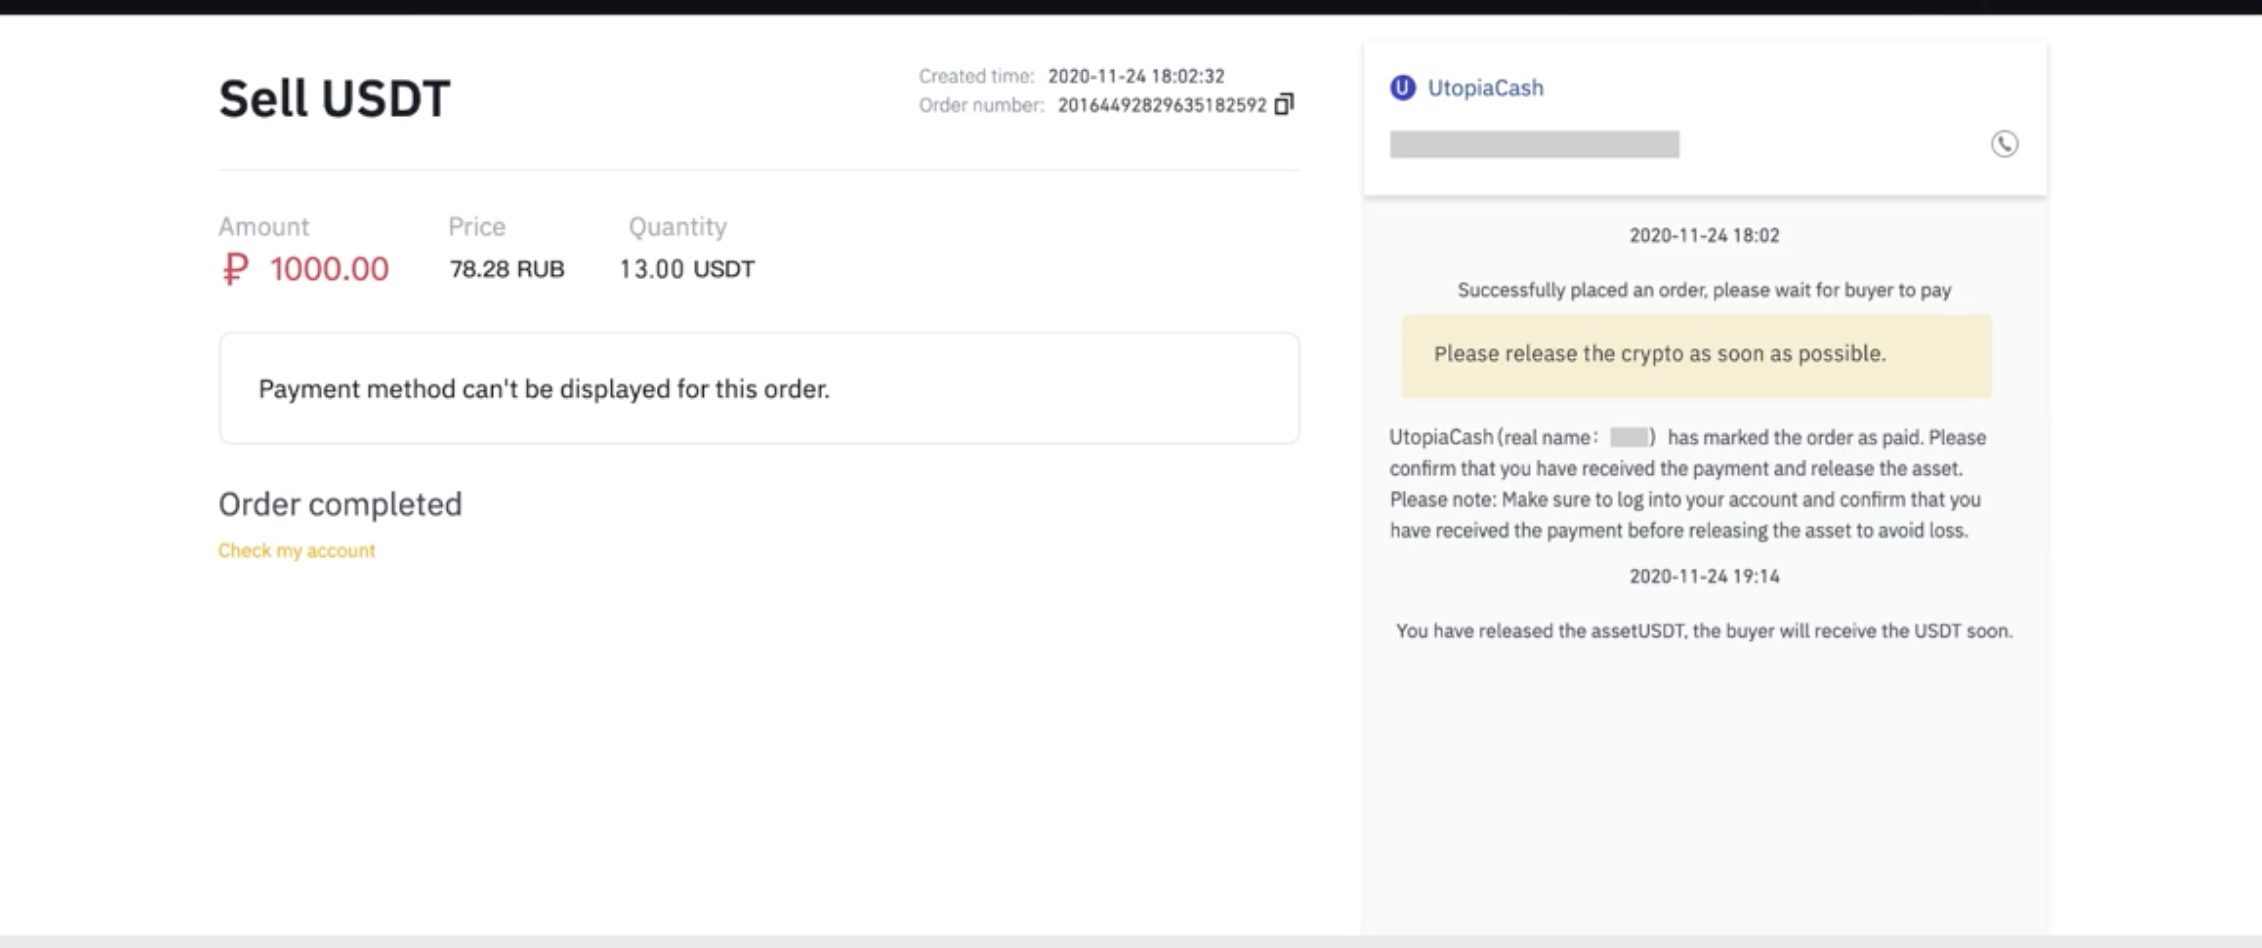 Sell USDT
Created time: 2020-11-24 18:02:32
Order number: 20164492829635182592
Amount Price Quantity
₽ 1000.00 78.28 RUB 13.00 USDT
Payment method can't be displayed for this order.
Order completed
Check my account
U UtopiaCash
2020-11-24 18:02
Successfully placed an order, please wait for buyer to pay
Please release the crypto as soon as possible.
UtopiaCash(real name: ) has marked the order as paid. Please
confirm that you have received the payment and release the asset.
Please note: Make sure to log into your account and confirm that you
have received the payment before releasing the asset to avoid loss.
2020-11-24 19:14
You have released the assetUSDT, the buyer will receive the USDT soon.